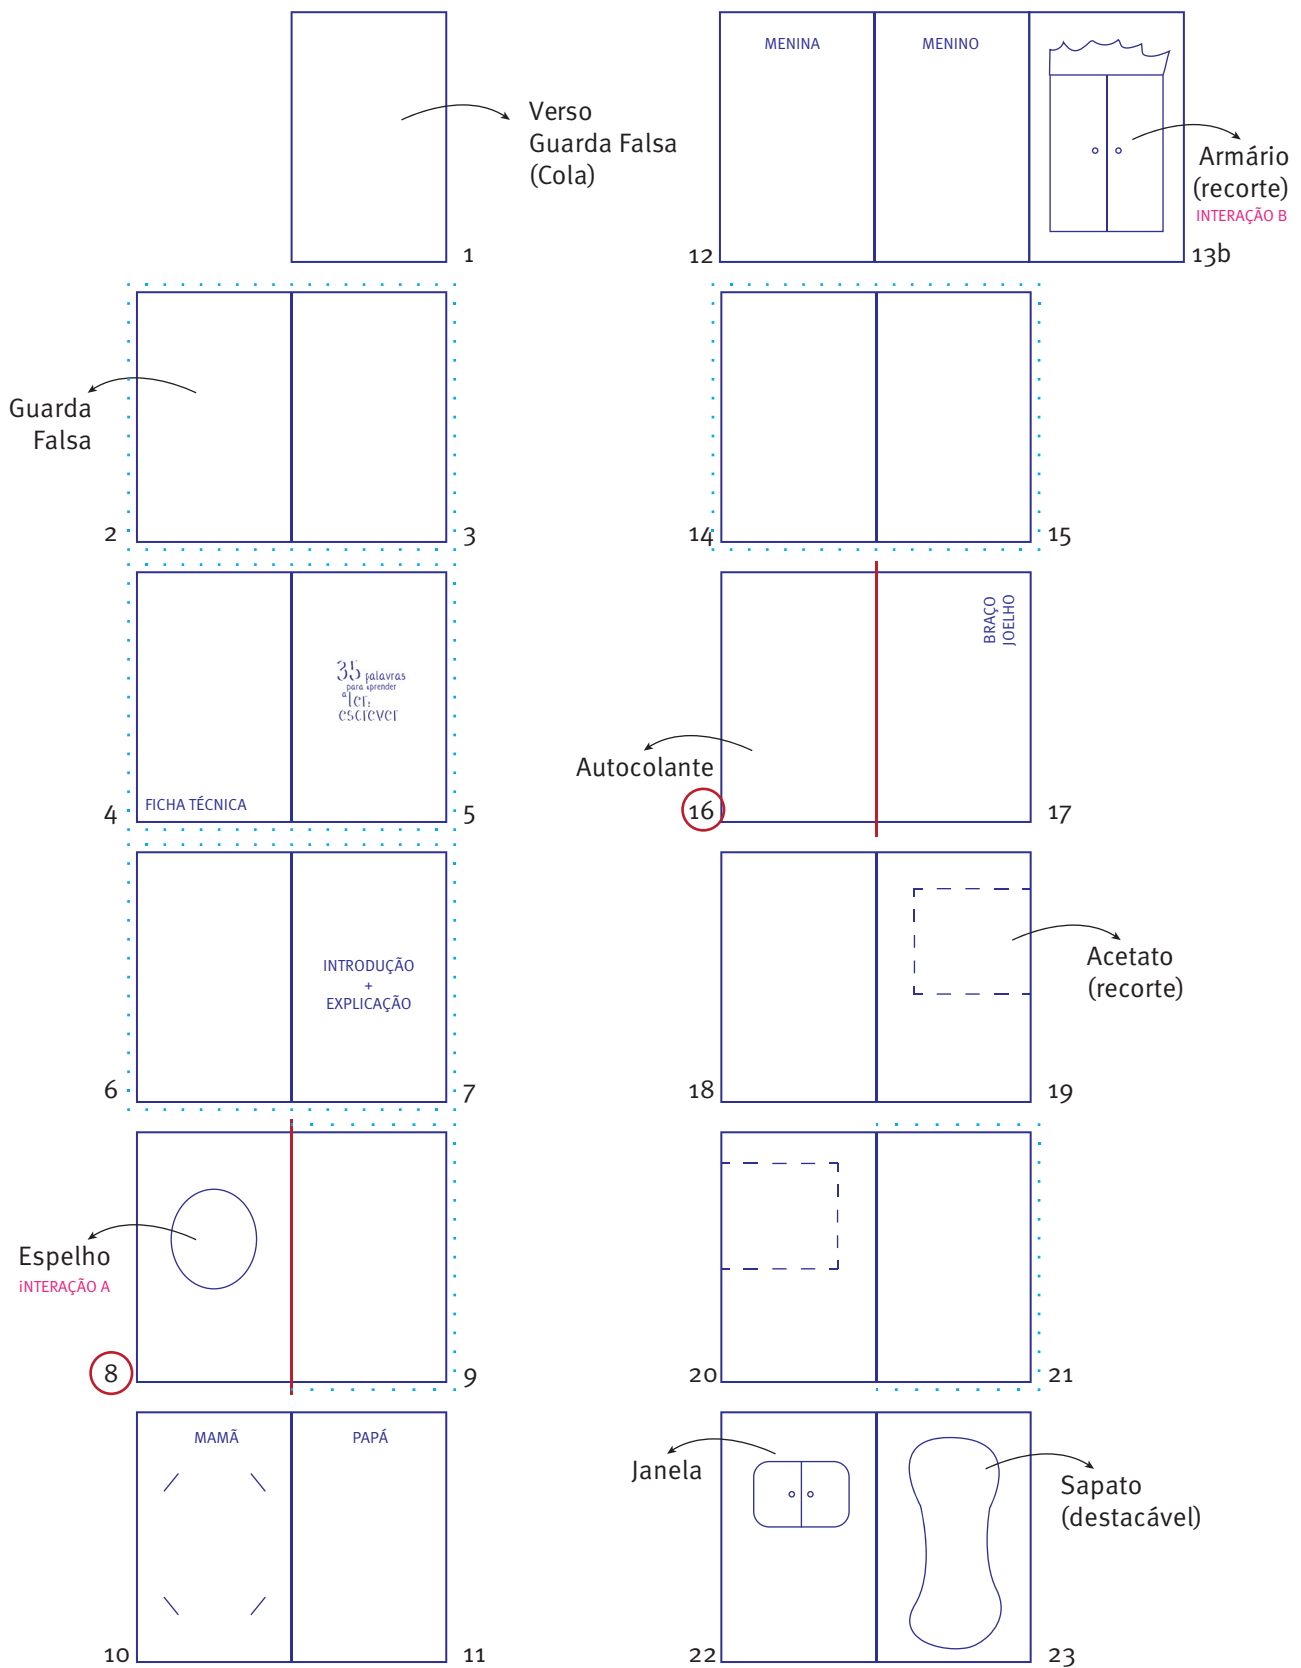 Verso
Guarda Falsa
(Cola)
1
Guarda
Falsa
2
3
35 palavras
para aprender
a ler e
escrever
FICHA TÉCNICA
4
5
INTRODUÇÃO
+
EXPLICAÇÃO
6
7
Espelho
iNTERAÇÃO A
8
9
MAMÃ
PAPÁ
10
11
MENINA
MENINO
Armário
(recorte)
INTERAÇÃO B
12
13b
14
15
BRAÇO
JOELHO
Autocolante
16
17
Acetato
(recorte)
18
19
20
21
Janela
Sapato
(destacável)
22
23